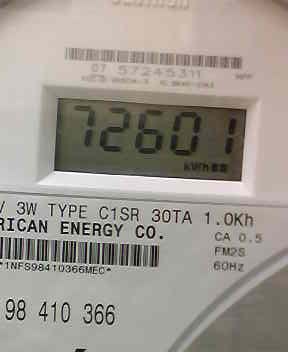 07 57245311
72601
kWh
V 3W TYPE C1SR 30TA 1.0Kh
RICAN ENERGY CO.
CA 0.5
FM2S
*1NFS98410366MEC*
60Hz
98 410 366